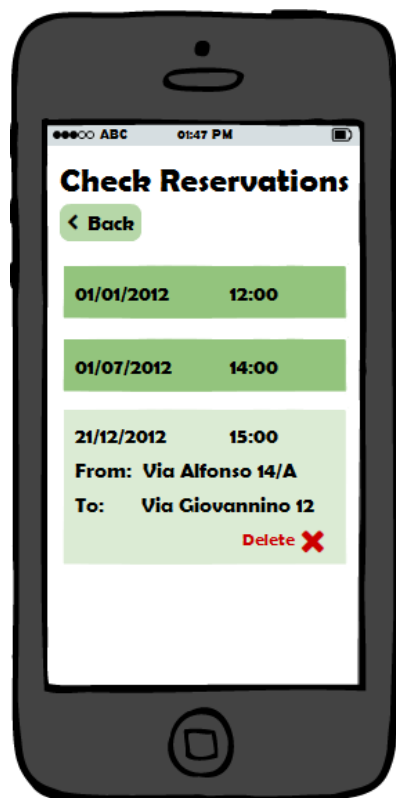 ABC 01:47 PM
Check Reservations
Back
01/01/2012 12:00
01/07/2012 14:00
21/12/2012 15:00
From: Via Alfonso 14/A
To: Via Giovannino 12
Delete